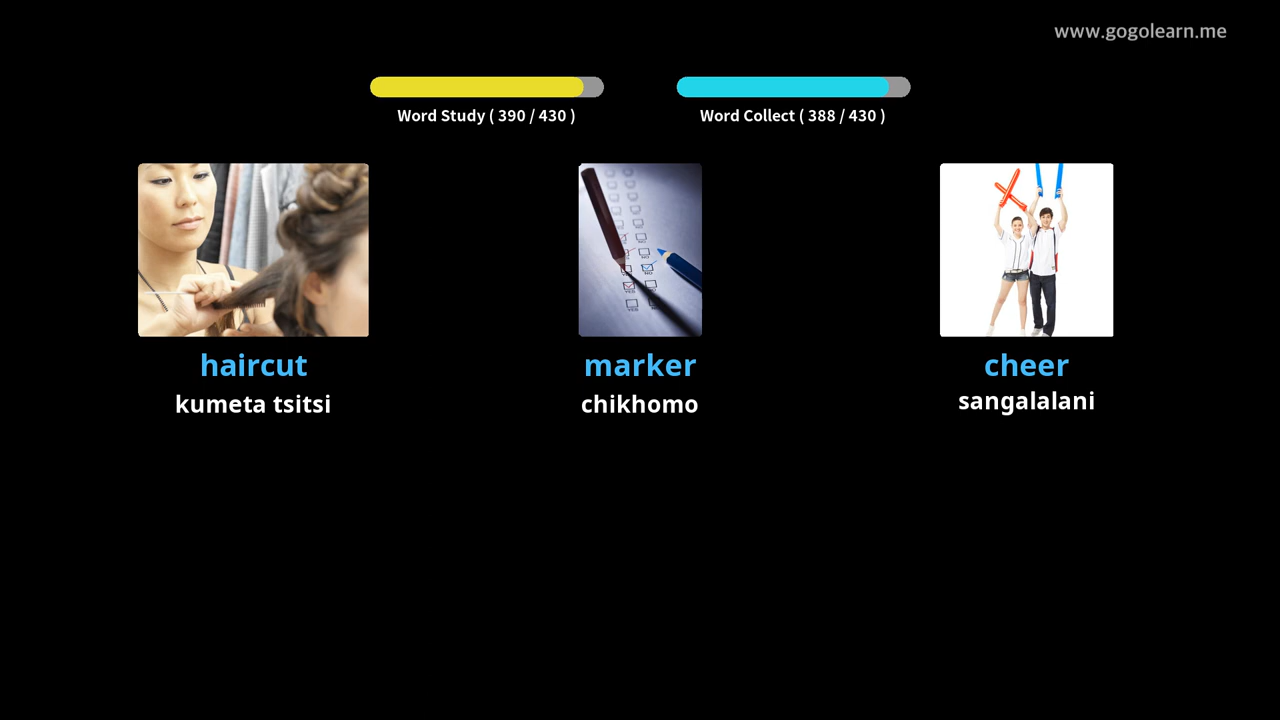 www.gogolearn.me
Word Study ( 390 / 430 )
Word Collect ( 388 / 430 )
haircut
kumeta tsitsi
marker
chikhomo
cheer
sangalalani